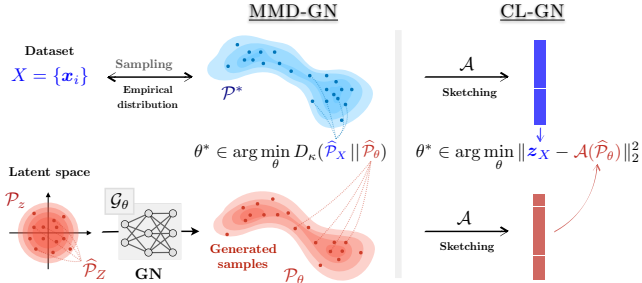 MMD-GN
CL-GN
Dataset
X = {x_i}
Sampling
Empirical
distribution
P*
A
Sketching
θ* ∈ arg min_θ D_κ(P̂_X || P̂_θ)
θ* ∈ arg min_θ ‖z_X − A(P̂_θ)‖₂²
Latent space
P_z
P̂_Z
G_θ
GN
Generated
samples
P_θ
A
Sketching